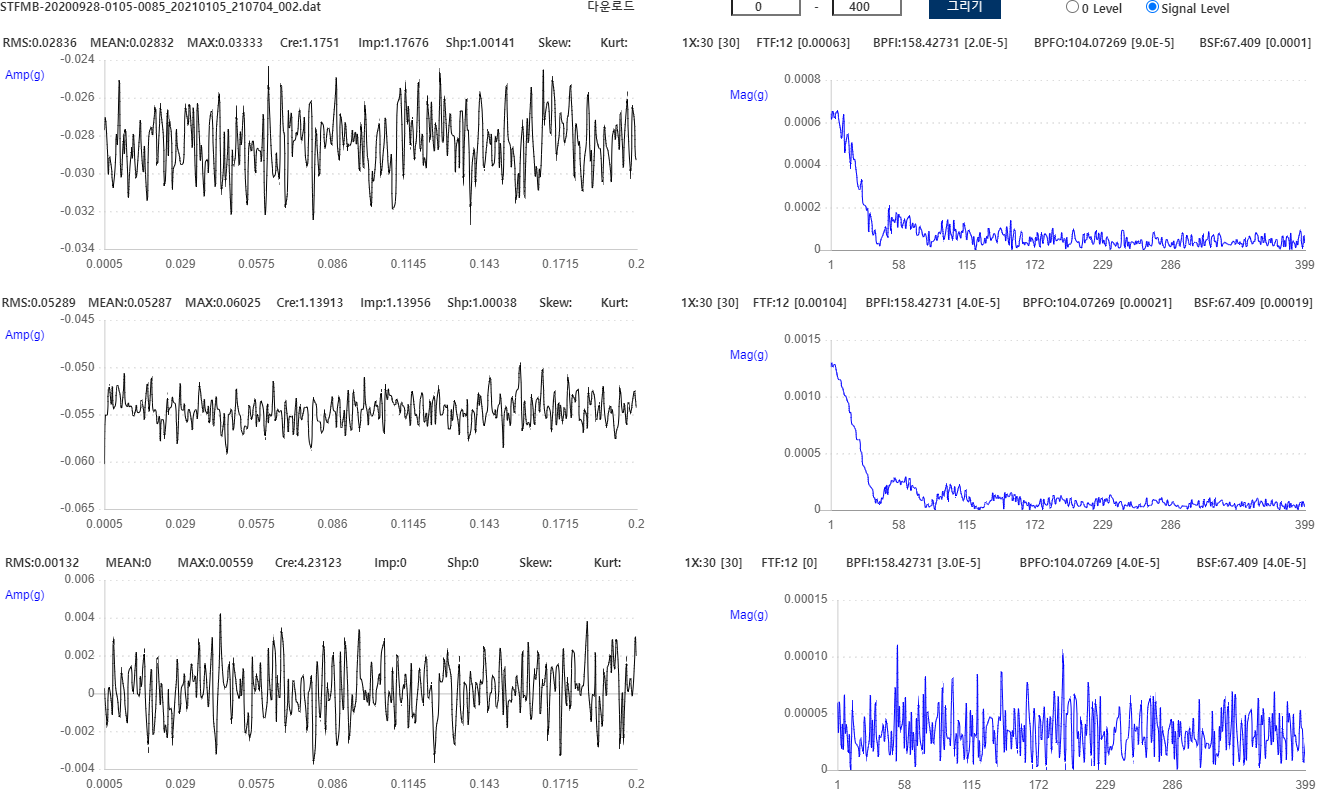 STFMB-20200928-0105-0085_20210105_210704_002.dat 다운로드 0 - 400 그리기 0 Level Signal Level
RMS:0.02836 MEAN:0.02832 MAX:0.03333 Cre:1.1751 Imp:1.17676 Shp:1.00141 Skew: Kurt: 1X:30 [30] FTF:12 [0.00063] BPFI:158.42731 [2.0E-5] BPFO:104.07269 [9.0E-5] BSF:67.409 [0.0001]
Amp(g)
-0.024
-0.026
-0.028
-0.030
-0.032
-0.034
0.0005 0.029 0.0575 0.086 0.1145 0.143 0.1715 0.2
Mag(g)
0.0008
0.0006
0.0004
0.0002
0
1 58 115 172 229 286 399
RMS:0.05289 MEAN:0.05287 MAX:0.06025 Cre:1.13913 Imp:1.13956 Shp:1.00038 Skew: Kurt: 1X:30 [30] FTF:12 [0.00104] BPFI:158.42731 [4.0E-5] BPFO:104.07269 [0.00021] BSF:67.409 [0.00019]
Amp(g)
-0.045
-0.050
-0.055
-0.060
-0.065
0.0005 0.029 0.0575 0.086 0.1145 0.143 0.1715 0.2
Mag(g)
0.0015
0.0010
0.0005
0
1 58 115 172 229 286 399
RMS:0.00132 MEAN:0 MAX:0.00559 Cre:4.23123 Imp:0 Shp:0 Skew: Kurt: 1X:30 [30] FTF:12 [0] BPFI:158.42731 [3.0E-5] BPFO:104.07269 [4.0E-5] BSF:67.409 [4.0E-5]
Amp(g)
0.006
0.004
0.002
0
-0.002
-0.004
0.0005 0.029 0.0575 0.086 0.1145 0.143 0.1715 0.2
Mag(g)
0.00015
0.00010
0.00005
0
1 58 115 172 229 286 399